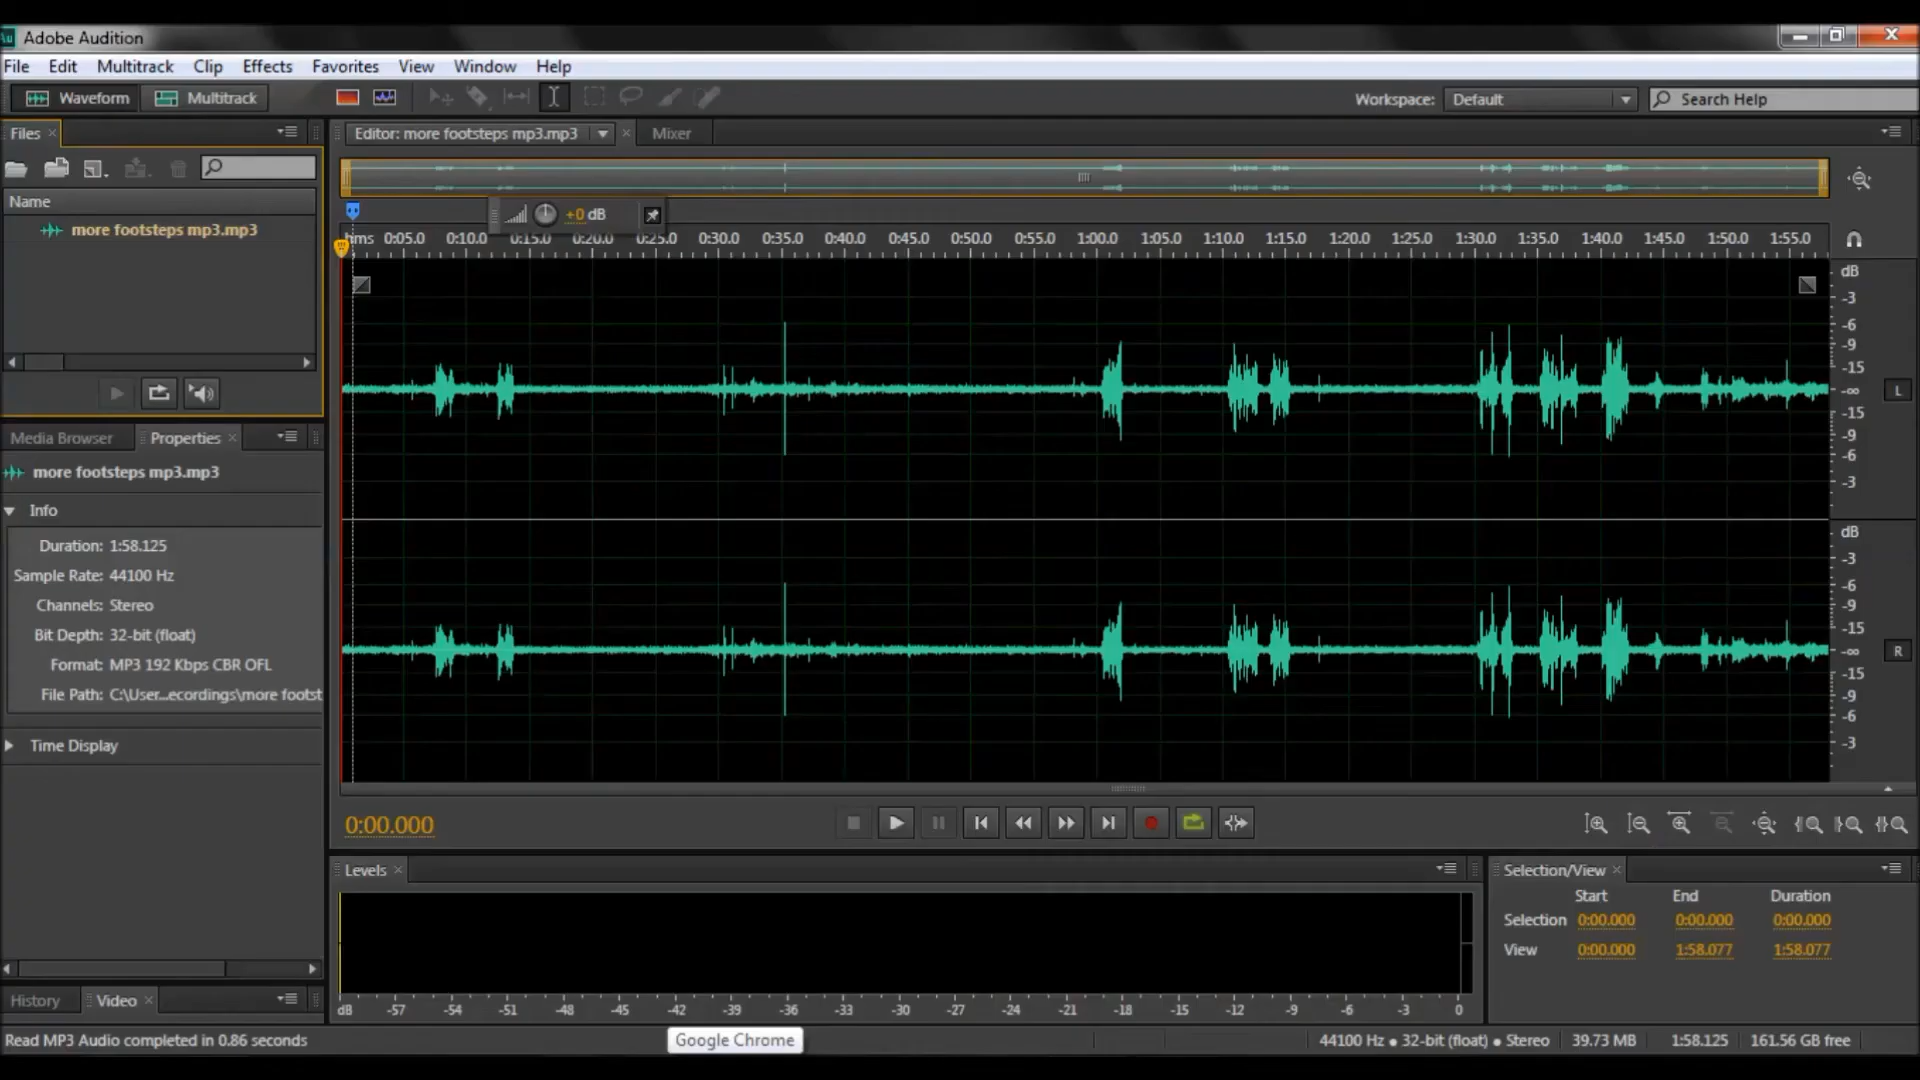 Au Adobe Audition
File Edit Multitrack Clip Effects Favorites View Window Help
Waveform Multitrack Workspace: Default Search Help
Files
Editor: more footsteps mp3.mp3 Mixer
Name
more footsteps mp3.mp3
+0 dB
hms 0:05.0 0:10.0 0:15.0 0:20.0 0:25.0 0:30.0 0:35.0 0:40.0 0:45.0 0:50.0 0:55.0 1:00.0 1:05.0 1:10.0 1:15.0 1:20.0 1:25.0 1:30.0 1:35.0 1:40.0 1:45.0 1:50.0 1:55.0
dB
-3
-6
-9
-15
-∞ L
-15
-9
-6
-3
dB
-3
-6
-9
-15
-∞ R
-15
-9
-6
-3
Media Browser Properties
more footsteps mp3.mp3
Info
Duration: 1:58.125
Sample Rate: 44100 Hz
Channels: Stereo
Bit Depth: 32-bit (float)
Format: MP3 192 Kbps CBR OFL
File Path: C:\User...ecordings\more footst
Time Display
0:00.000
Levels
dB -57 -54 -51 -48 -45 -42 -39 -36 -33 -30 -27 -24 -21 -18 -15 -12 -9 -6 -3 0
Selection/View
Start End Duration
Selection 0:00.000 0:00.000 0:00.000
View 0:00.000 1:58.077 1:58.077
History Video
Read MP3 Audio completed in 0.86 seconds
Google Chrome
44100 Hz ● 32-bit (float) ● Stereo 39.73 MB 1:58.125 161.56 GB free